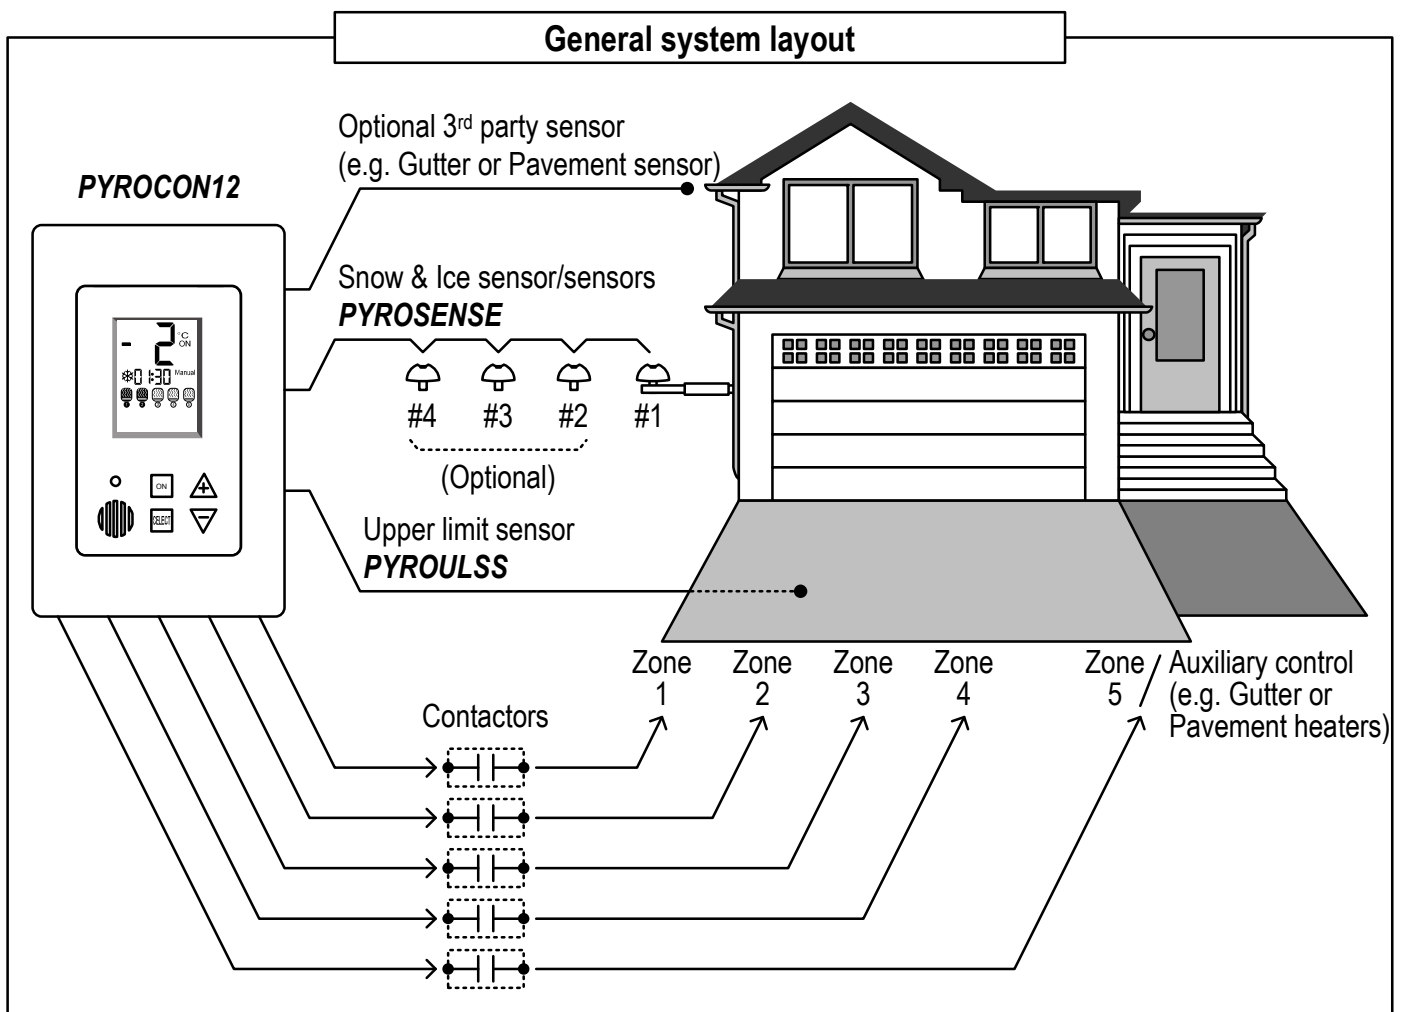 General system layout
Optional 3rd party sensor
(e.g. Gutter or Pavement sensor)
PYROCON12
Snow & Ice sensor/sensors
PYROSENSE
- 2 °C
ON
01:30 Manual
#4 #3 #2 #1
(Optional)
ON
SELECT
Upper limit sensor
PYROULSS
Zone 1
Zone 2
Zone 3
Zone 4
Zone 5 / Auxiliary control
(e.g. Gutter or
Pavement heaters)
Contactors